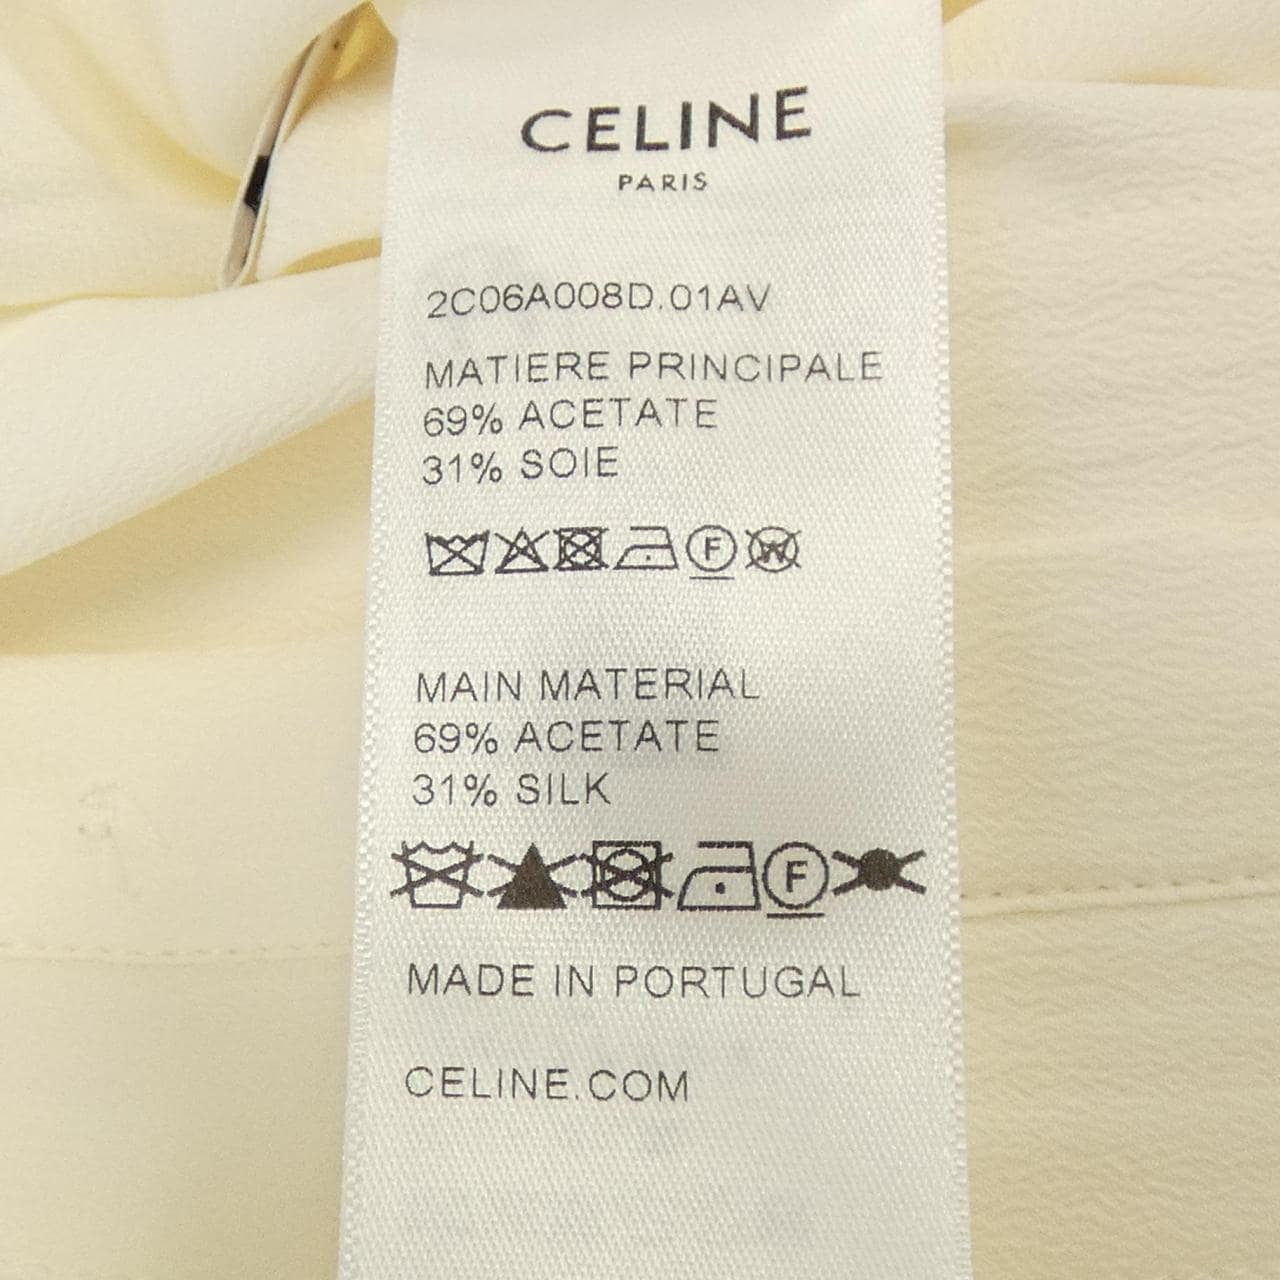 CELINE
PARIS
2C06A008D.01AV
MATIERE PRINCIPALE
69% ACETATE
31% SOIE
F W
MAIN MATERIAL
69% ACETATE
31% SILK
F
MADE IN PORTUGAL
CELINE.COM